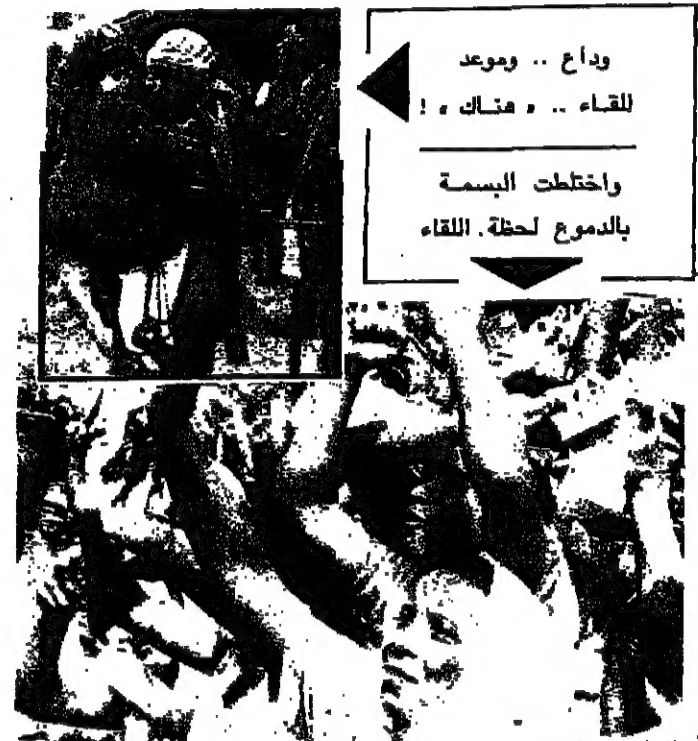 وداع .. وموعد
للقاء .. « هناك » !
واختلطت البسمة
بالدموع لحظة . اللقاء